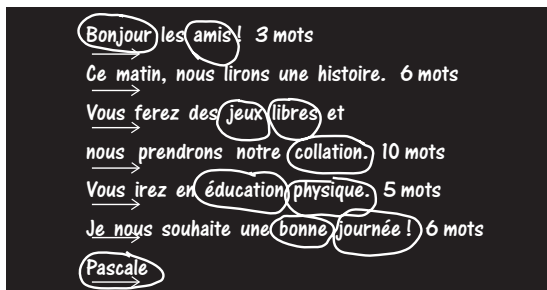 Bonjour les amis! 3 mots
Ce matin, nous lirons une histoire. 6 mots
Vous ferez des jeux libres et
nous prendrons notre collation. 10 mots
Vous irez en éducation physique. 5 mots
Je nous souhaite une bonne journée! 6 mots
Pascale